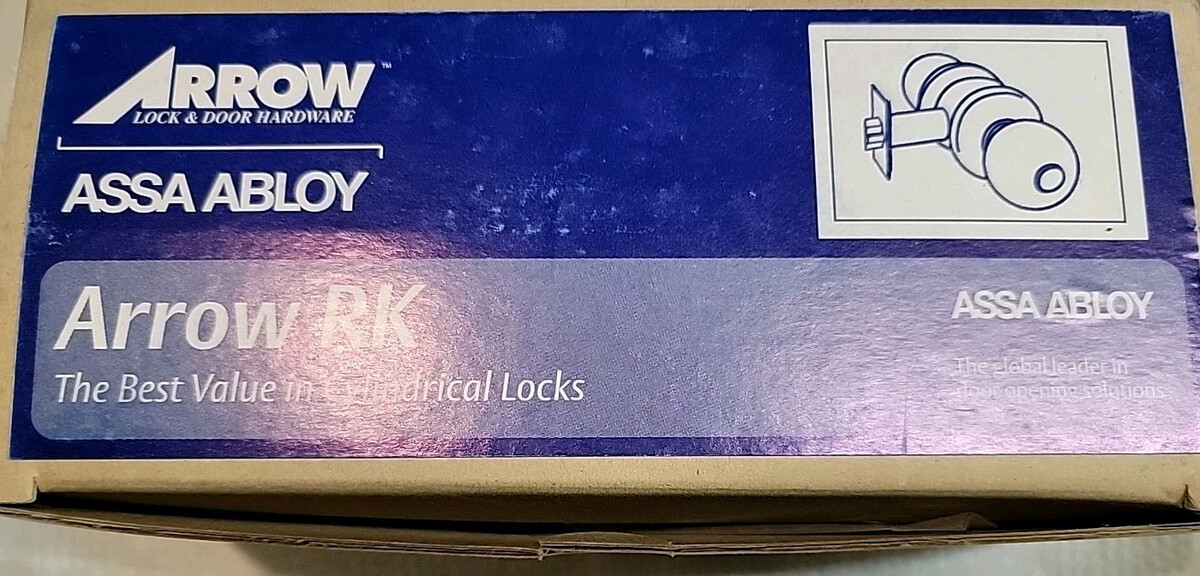 ARROW™
LOCK & DOOR HARDWARE
ASSA ABLOY
Arrow RK
The Best Value in Cylindrical Locks
ASSA ABLOY
The global leader in
door opening solutions